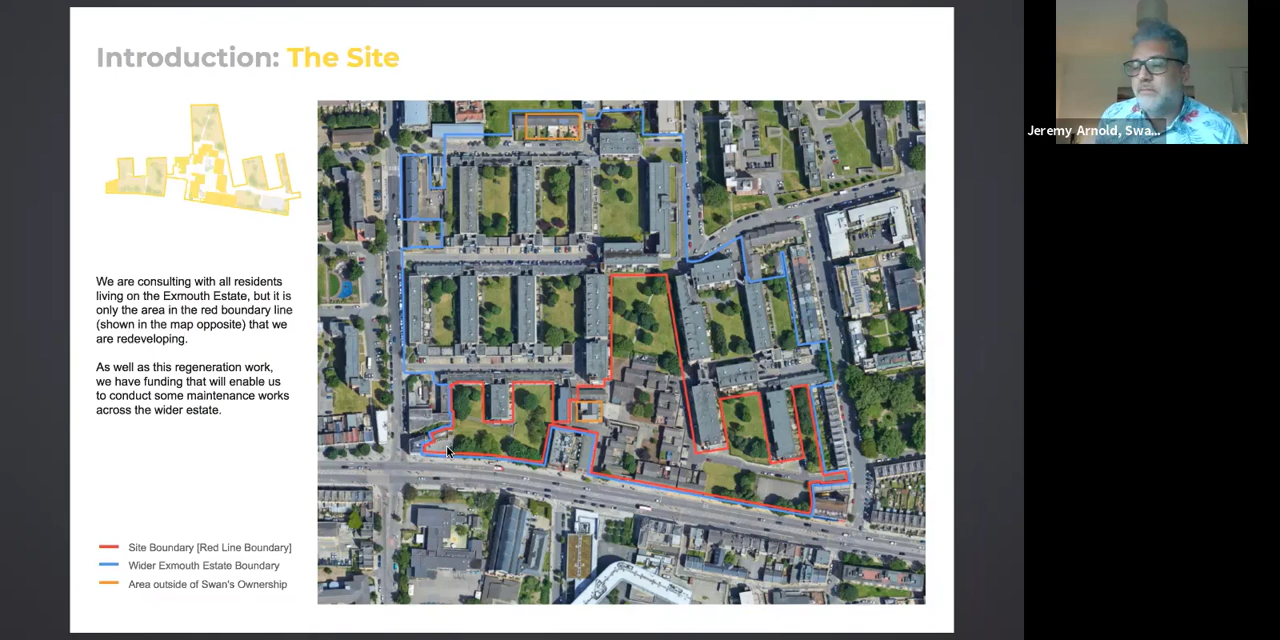 Introduction: The Site
We are consulting with all residents
living on the Exmouth Estate, but it is
only the area in the red boundary line
(shown in the map opposite) that we
are redeveloping.
As well as this regeneration work,
we have funding that will enable us
to conduct some maintenance works
across the wider estate.
Site Boundary [Red Line Boundary]
Wider Exmouth Estate Boundary
Area outside of Swan's Ownership
Jeremy Arnold, Swa...